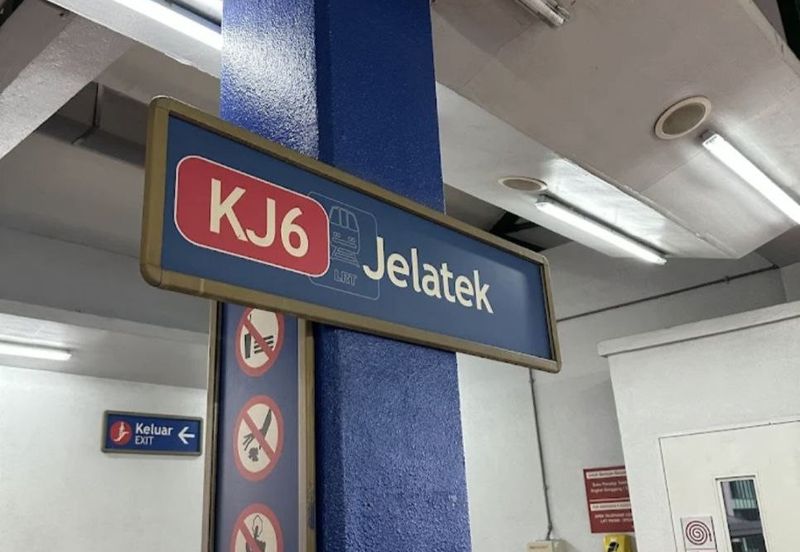 KJ6 Jelatek
LRT
Keluar
EXIT